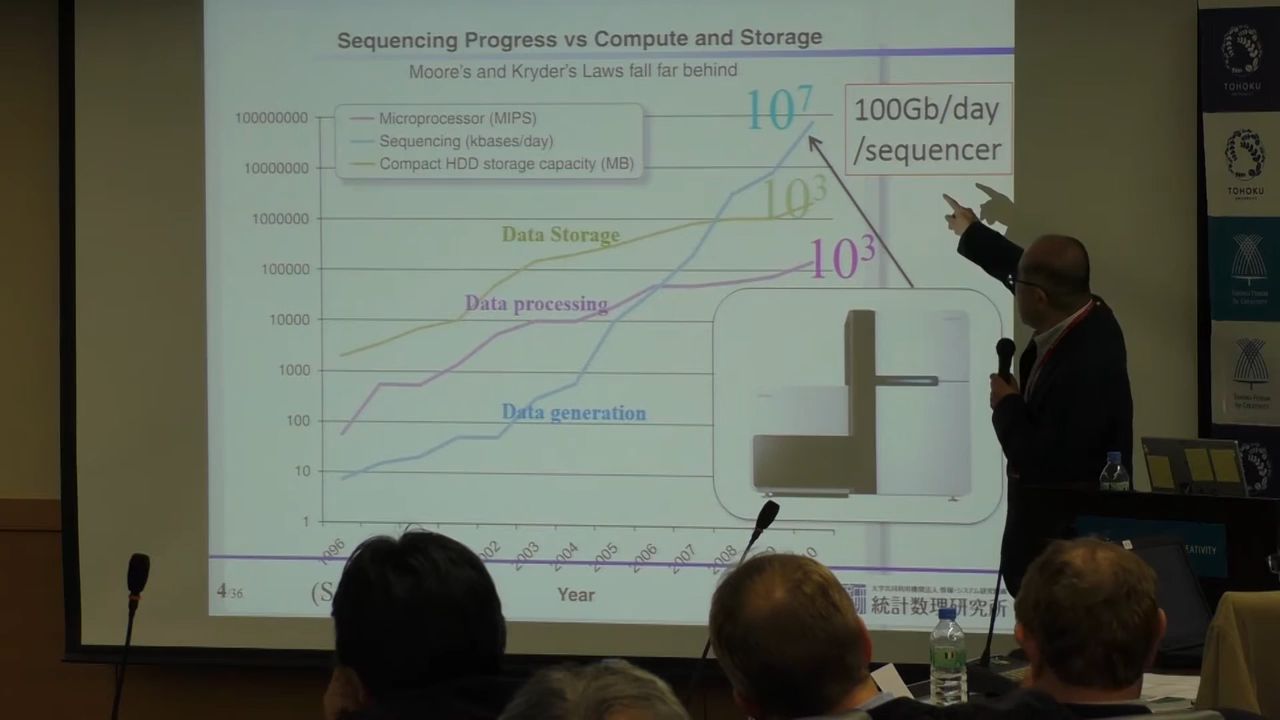 Sequencing Progress vs Compute and Storage
Moore's and Kryder's Laws fall far behind
100000000
10000000
1000000
100000
10000
1000
100
10
1
Microprocessor (MIPS)
Sequencing (kbases/day)
Compact HDD storage capacity (MB)
10⁷
10³
10³
100Gb/day
/sequencer
Data Storage
Data processing
Data generation
2003
2004
2005
2006
2007
2008
Year
4/36
統計数理研究所
TOHOKU
TOHOKU